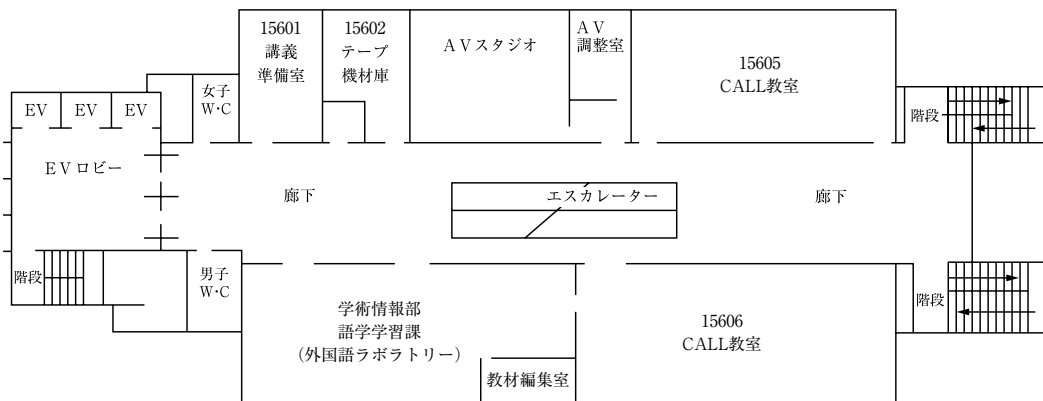 15601
講義
準備室
15602
テープ
機材庫
AVスタジオ
AV
調整室
15605
CALL教室
女子
W・C
階段
EV
EV
EV
EVロビー
廊下
エスカレーター
廊下
階段
男子
W・C
学術情報部
語学学習課
（外国語ラボラトリー）
教材編集室
15606
CALL教室
階段